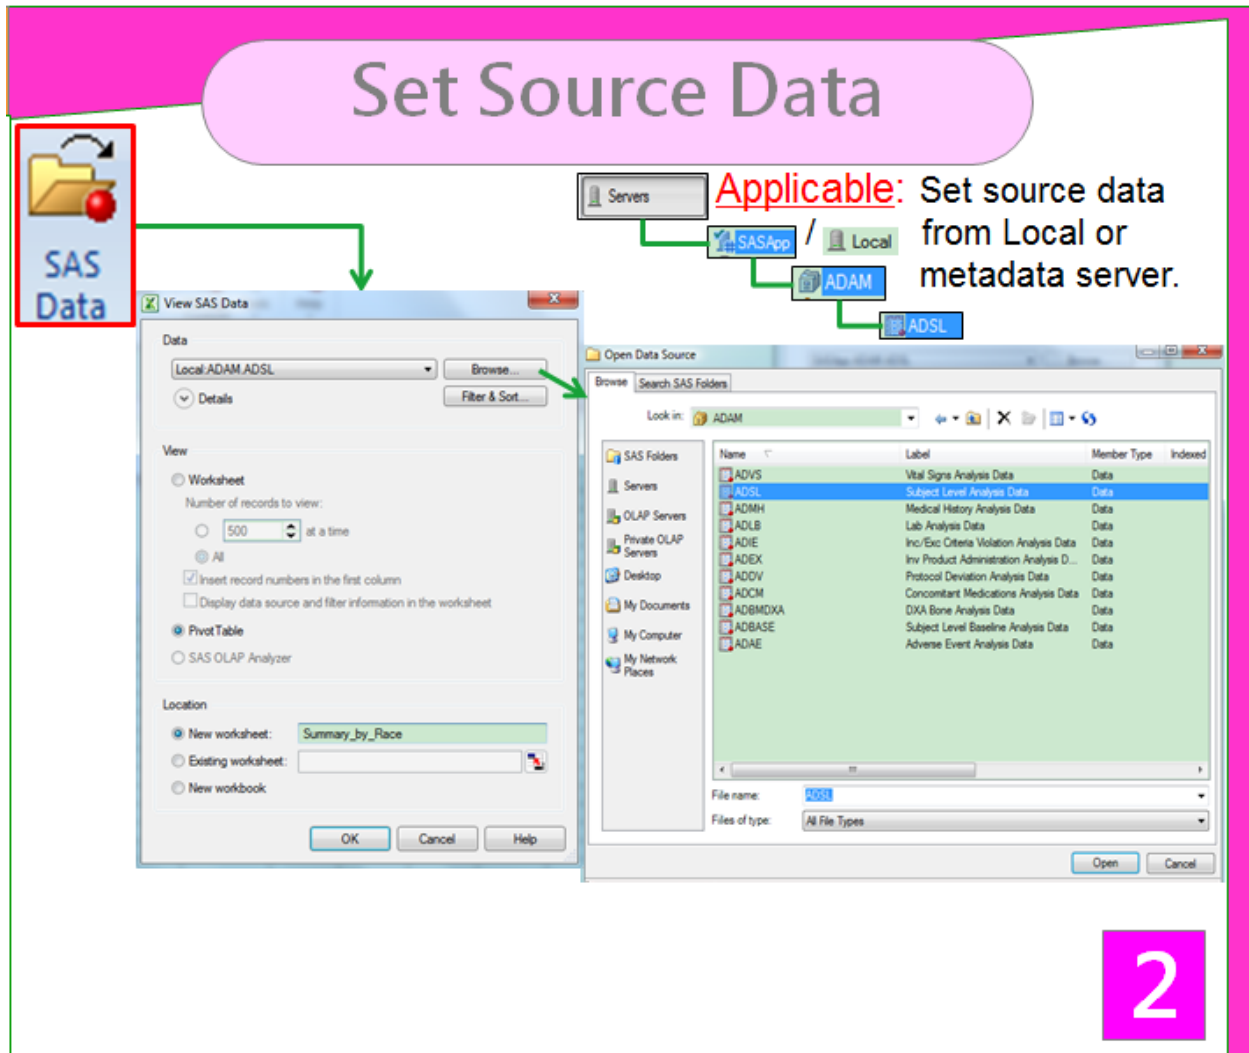 Set Source Data
SAS
Data
Servers
SASApp / Local
ADAM
ADSL
Applicable: Set source data
from Local or
metadata server.
View SAS Data
Data
Local:ADAM.ADSL
Browse...
Details
Filter & Sort...
View
Worksheet
Number of records to view:
500 at a time
All
Insert record numbers in the first column
Display data source and filter information in the worksheet
PivotTable
SAS OLAP Analyzer
Location
New worksheet: Summary_by_Race
Existing worksheet:
New workbook
OK Cancel Help
Open Data Source
Browse Search SAS Folders
Look in: ADAM
SAS Folders
Servers
OLAP Servers
Private OLAP
Servers
Desktop
My Documents
My Computer
My Network
Places
Name Label Member Type Indexed
ADVS Vital Signs Analysis Data Data
ADSL Subject Level Analysis Data Data
ADMH Medical History Analysis Data Data
ADLB Lab Analysis Data Data
ADIE Inc/Exc Criteria Violation Analysis Data Data
ADEX Inv Product Administration Analysis D... Data
ADDV Protocol Deviation Analysis Data Data
ADCM Concomitant Medications Analysis Data Data
ADBMDXA DXA Bone Analysis Data Data
ADBASE Subject Level Baseline Analysis Data Data
ADAE Adverse Event Analysis Data Data
File name: ADSL
Files of type: All File Types
Open Cancel
2